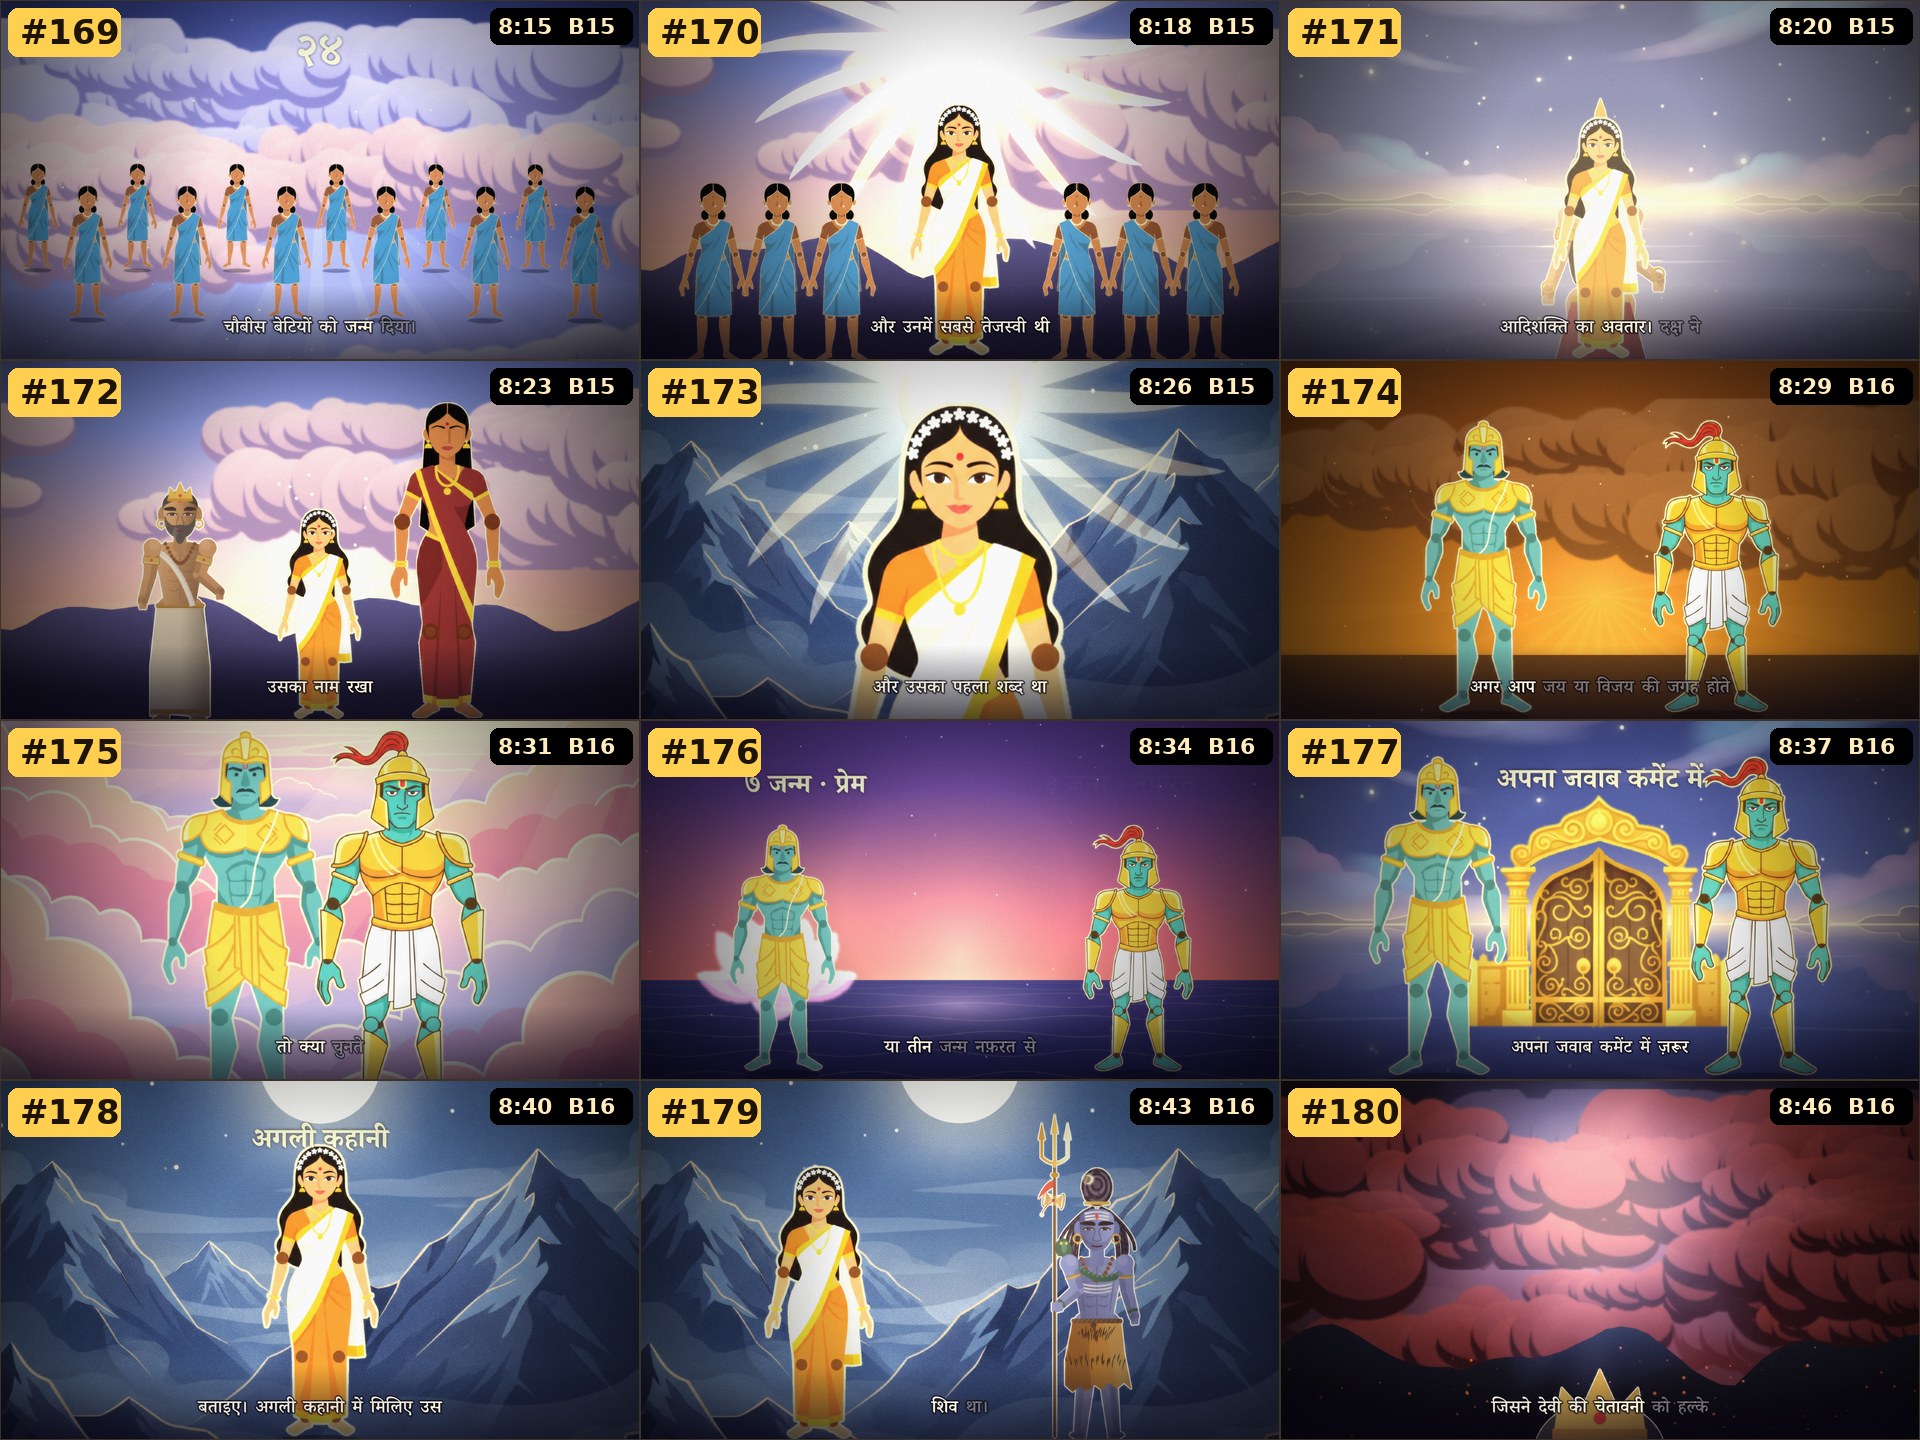 #169
8:15 B15
२४
चौबीस बेटियों को जन्म दिया।
#170
8:18 B15
और उनमें सबसे तेजस्वी थी
#171
8:20 B15
आदिशक्ति का अवतार। दक्ष ने
#172
8:23 B15
उसका नाम रखा
#173
8:26 B15
और उसका पहला शब्द था
#174
8:29 B16
अगर आप जय या विजय की जगह होते
#175
8:31 B16
तो क्या चुनते
#176
8:34 B16
७ जन्म · प्रेम
या तीन जन्म नफ़रत से
#177
8:37 B16
अपना जवाब कमेंट में
अपना जवाब कमेंट में ज़रूर
#178
8:40 B16
अगली कहानी
बताइए। अगली कहानी में मिलिए उस
#179
8:43 B16
शिव था।
#180
8:46 B16
जिसने देवी की चेतावनी को हल्के